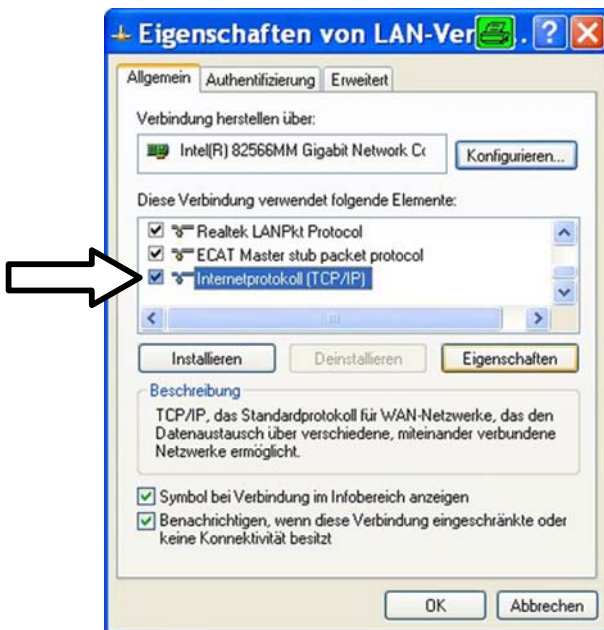 Eigenschaften von LAN-Ver . ?
Allgemein Authentifizierung Erweitert
Verbindung herstellen über:
Intel(R) 82566MM Gigabit Network Cc
Konfigurieren...
Diese Verbindung verwendet folgende Elemente:
Realtek LANPkt Protocol
ECAT Master stub packet protocol
Internetprotokoll (TCP/IP)
Installieren Deinstallieren Eigenschaften
Beschreibung
TCP/IP, das Standardprotokoll für WAN-Netzwerke, das den
Datenaustausch über verschiedene, miteinander verbundene
Netzwerke ermöglicht.
Symbol bei Verbindung im Infobereich anzeigen
Benachrichtigen, wenn diese Verbindung eingeschränkte oder
keine Konnektivität besitzt
OK Abbrechen